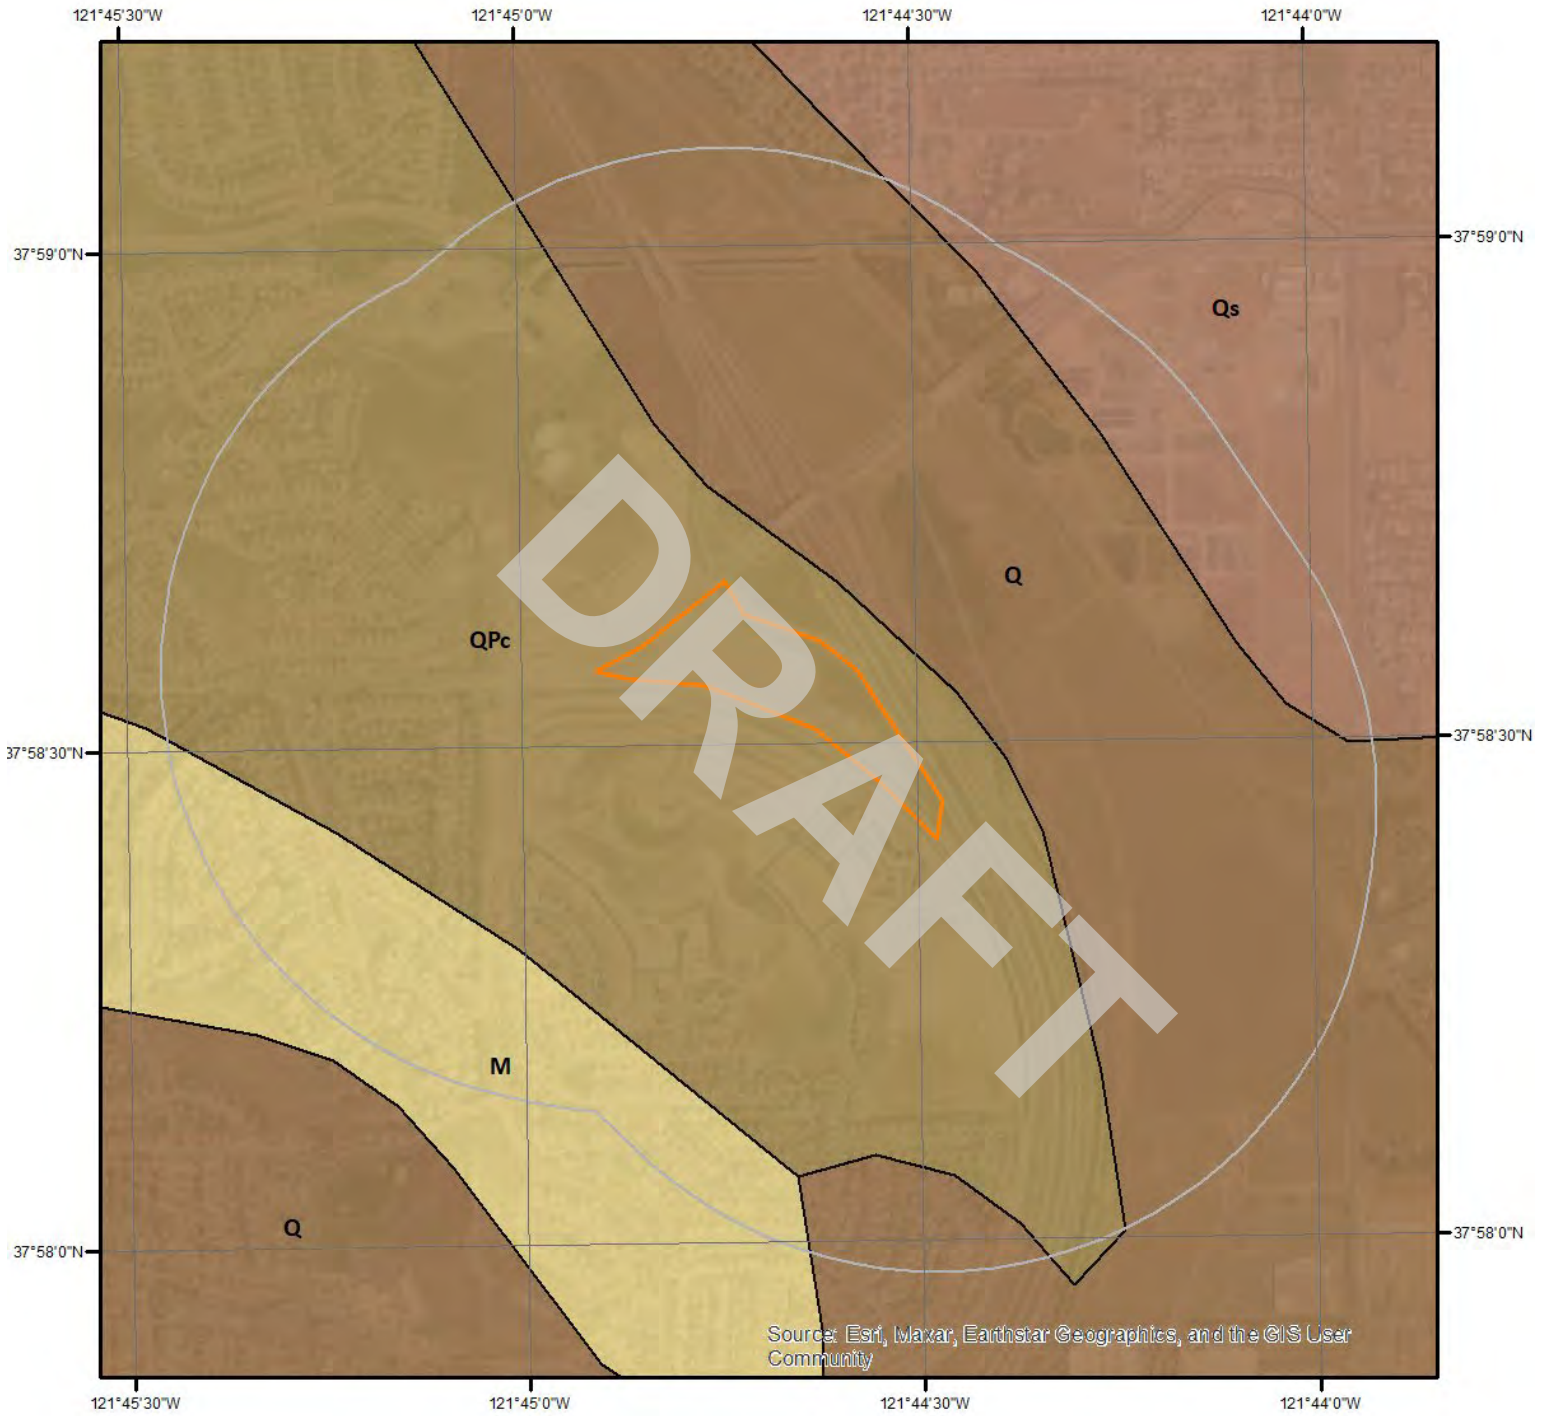 121°45'30"W 121°45'0"W 121°44'30"W 121°44'0"W
37°59'0"N 37°59'0"N
Qs
Q
QPc
DRAFT
37°58'30"N 37°58'30"N
M
Q
37°58'0"N 37°58'0"N
Source: Esri, Maxar, Earthstar Geographics, and the GIS User
Community
121°45'30"W 121°45'0"W 121°44'30"W 121°44'0"W